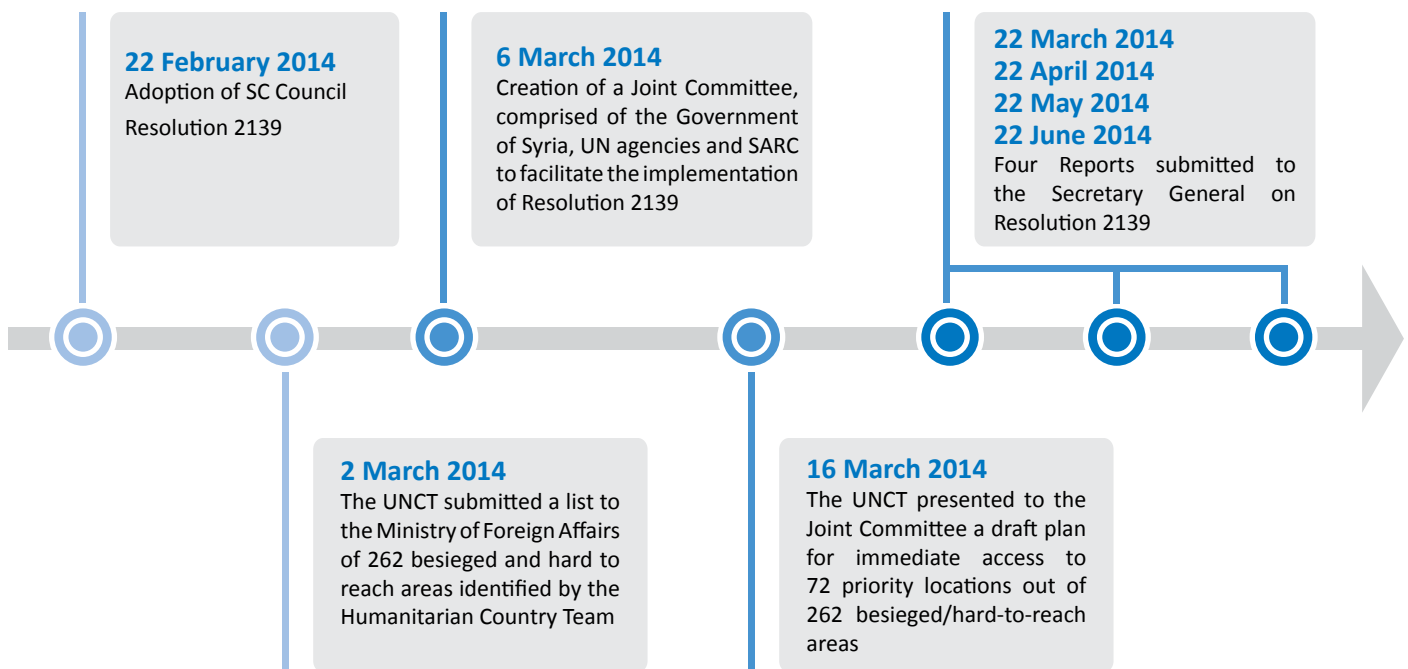 22 February 2014
Adoption of SC Council
Resolution 2139
6 March 2014
Creation of a Joint Committee,
comprised of the Government
of Syria, UN agencies and SARC
to facilitate the implementation
of Resolution 2139
22 March 2014
22 April 2014
22 May 2014
22 June 2014
Four Reports submitted to
the Secretary General on
Resolution 2139
2 March 2014
The UNCT submitted a list to
the Ministry of Foreign Affairs
of 262 besieged and hard to
reach areas identified by the
Humanitarian Country Team
16 March 2014
The UNCT presented to the
Joint Committee a draft plan
for immediate access to
72 priority locations out of
262 besieged/hard-to-reach
areas